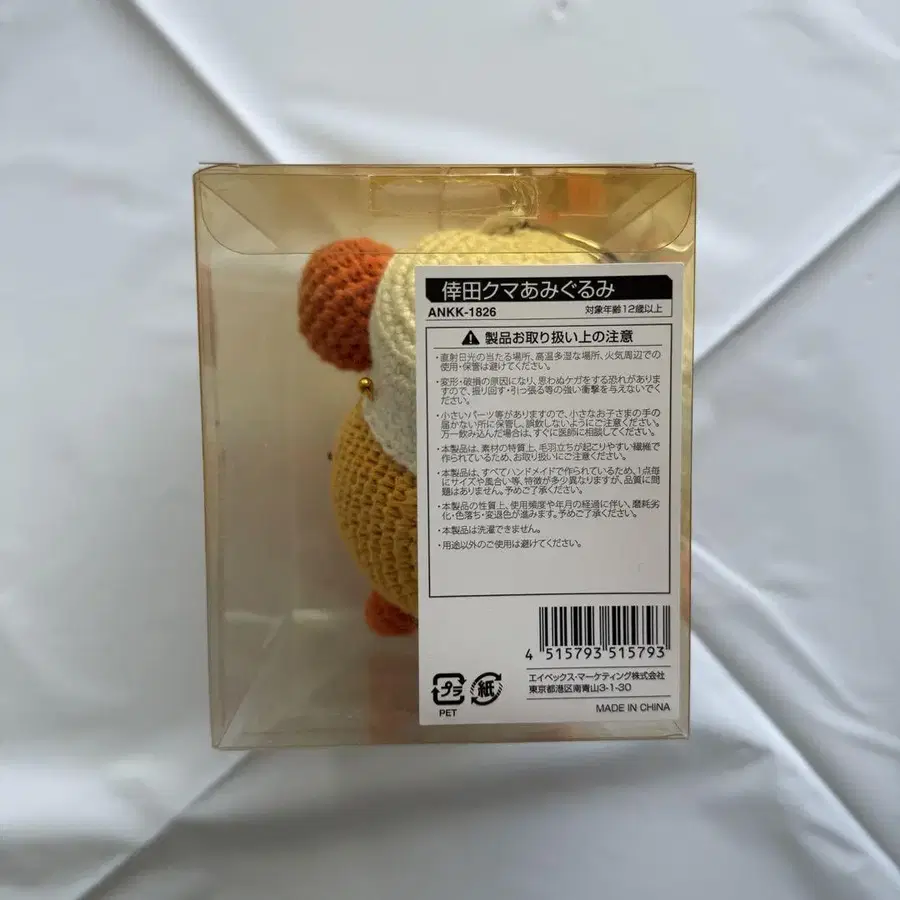 倖田クマあみぐるみ
ANKK-1826 対象年齢12歳以上
⚠ 製品お取り扱い上の注意
・直射日光の当たる場所、高温多湿な場所、火気周辺での
使用・保管は避けてください。
・変形・破損の原因になり、思わぬケガをする恐れがありま
すので、振り回す・引っ張る等の強い衝撃を与えないでく
ださい。
・小さいパーツ等がありますので、小さなお子さまの手の
届かない所に保管し、誤飲しないようにご注意ください。
万一飲み込んだ場合は、すぐに医師に相談してください。
・本製品は、素材の特質上、毛羽立ちが起こりやすい繊維で
作られているため、お取り扱いにご注意ください。
・本製品は、すべてハンドメイドで作られているため、1点毎
にサイズや風合い等、特徴が多少異なりますが、品質に問
題はありません。予めご了承ください。
・本製品の性質上、使用頻度や年月の経過に伴い、磨耗劣
化・色落ち・変退色が進みます。予めご了承ください。
・本製品は洗濯できません。
・用途以外のご使用は避けてください。
4 515793 515793
プラ 紙
PET
エイベックス・マーケティング株式会社
東京都港区南青山3-1-30
MADE IN CHINA